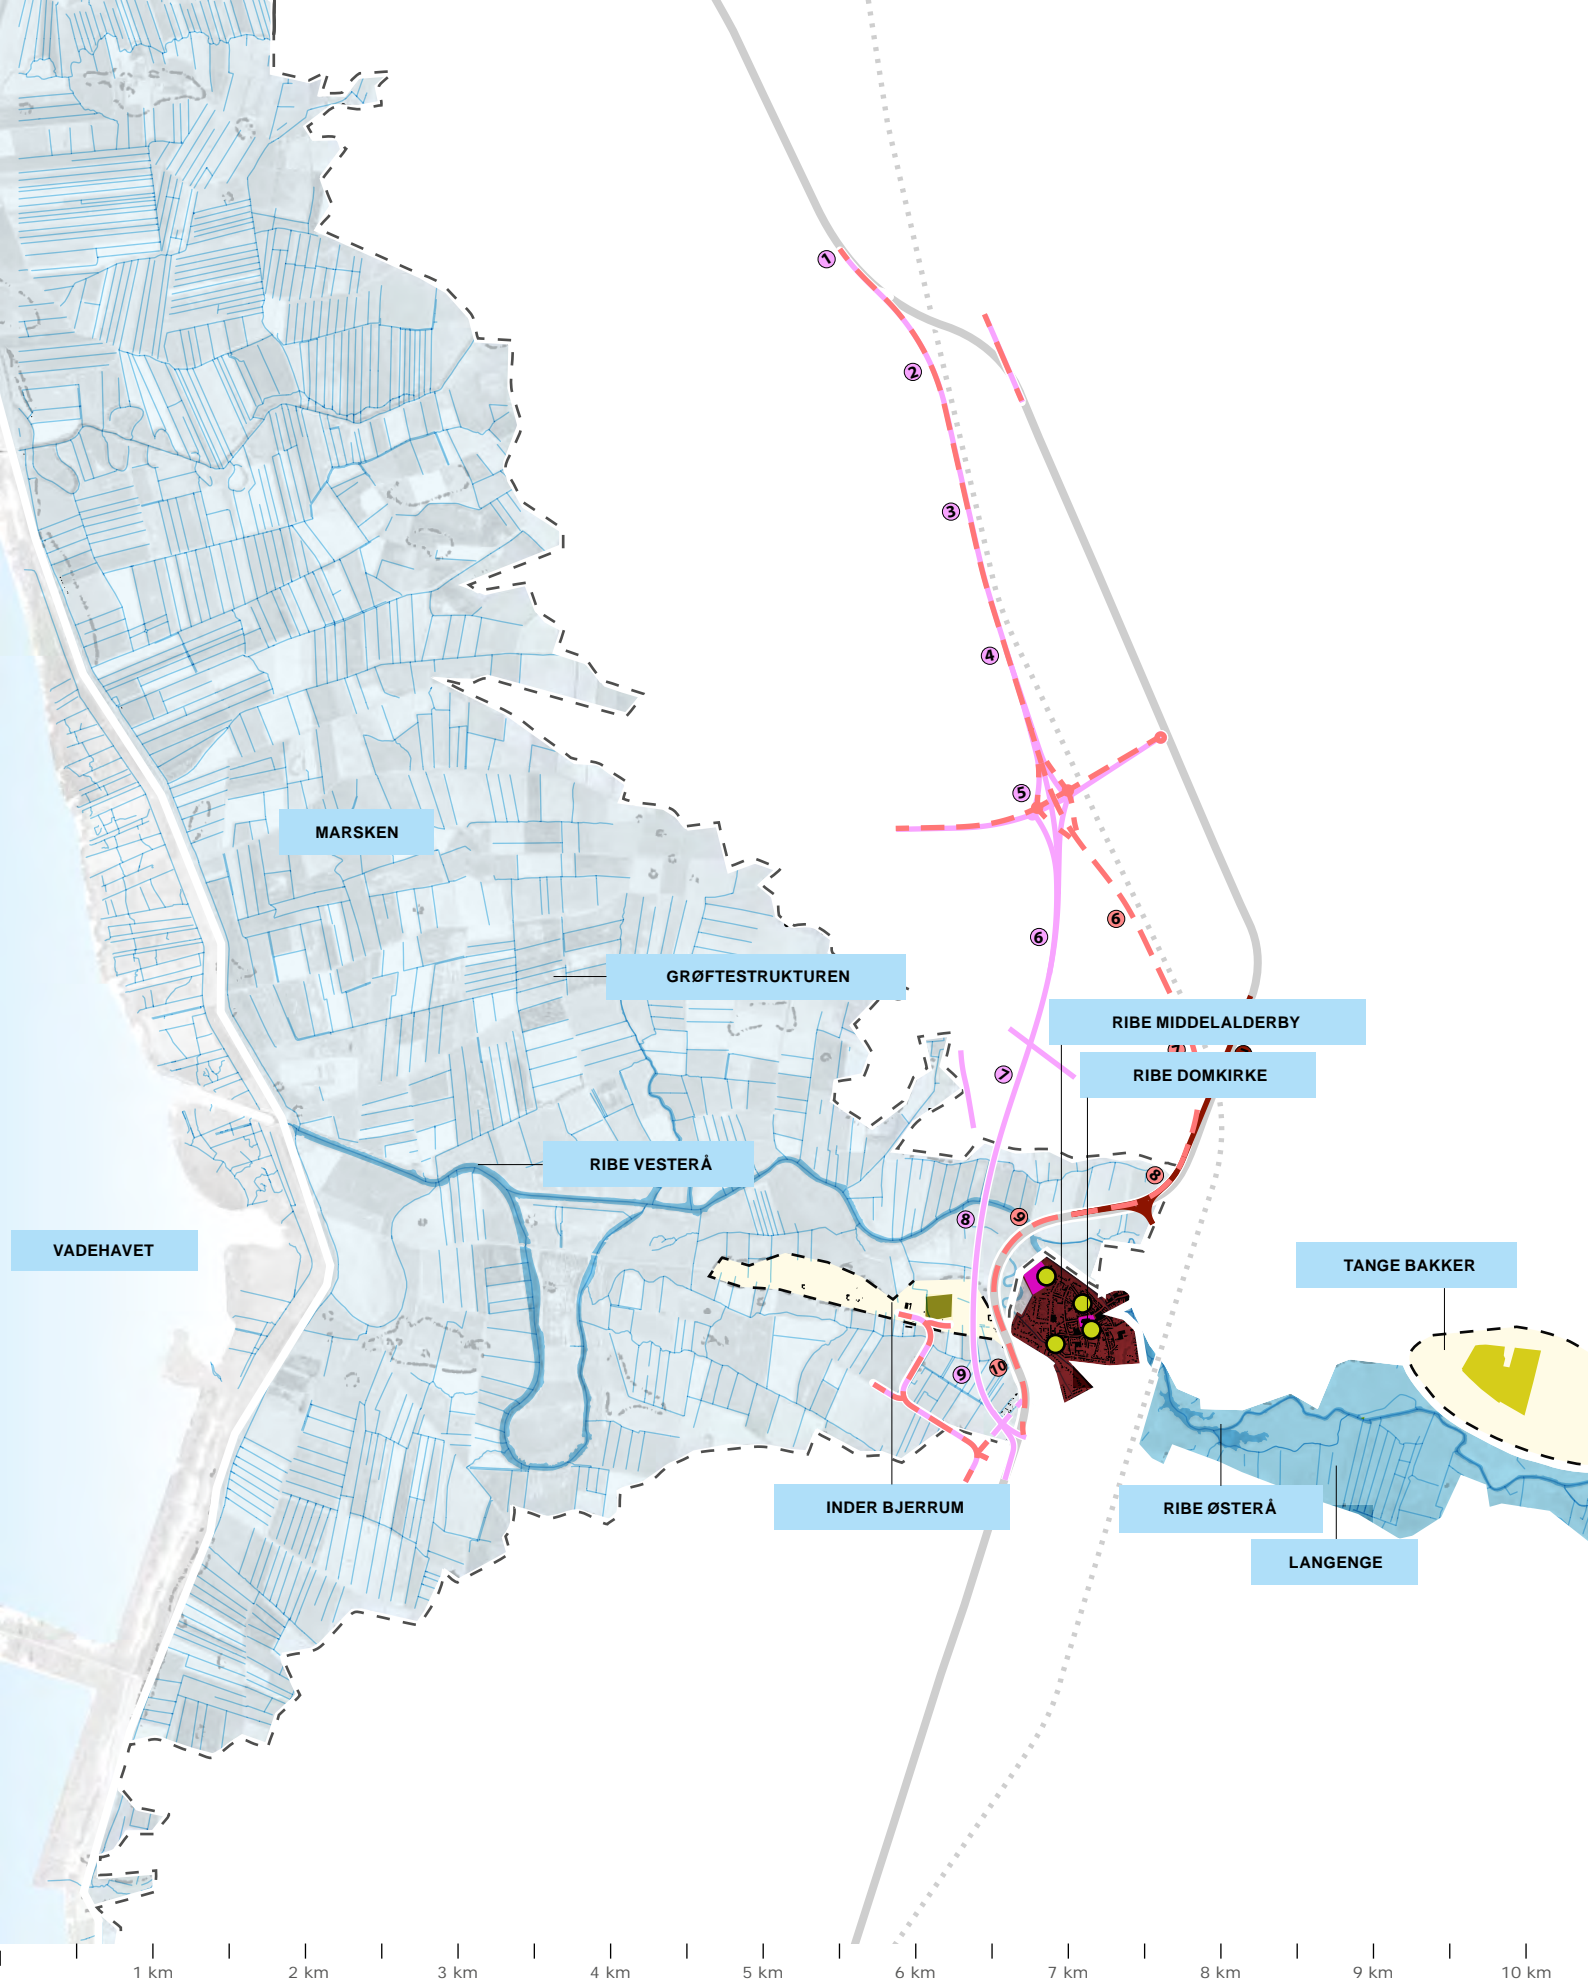 1
2
3
4
5
MARSKEN
6
6
GRØFTESTRUKTUREN
RIBE MIDDELALDERBY
7
7
RIBE DOMKIRKE
RIBE VESTERÅ
8
8
9
VADEHAVET
TANGE BAKKER
9
10
INDER BJERRUM
RIBE ØSTERÅ
LANGENGE
1 km
2 km
3 km
4 km
5 km
6 km
7 km
8 km
9 km
10 km